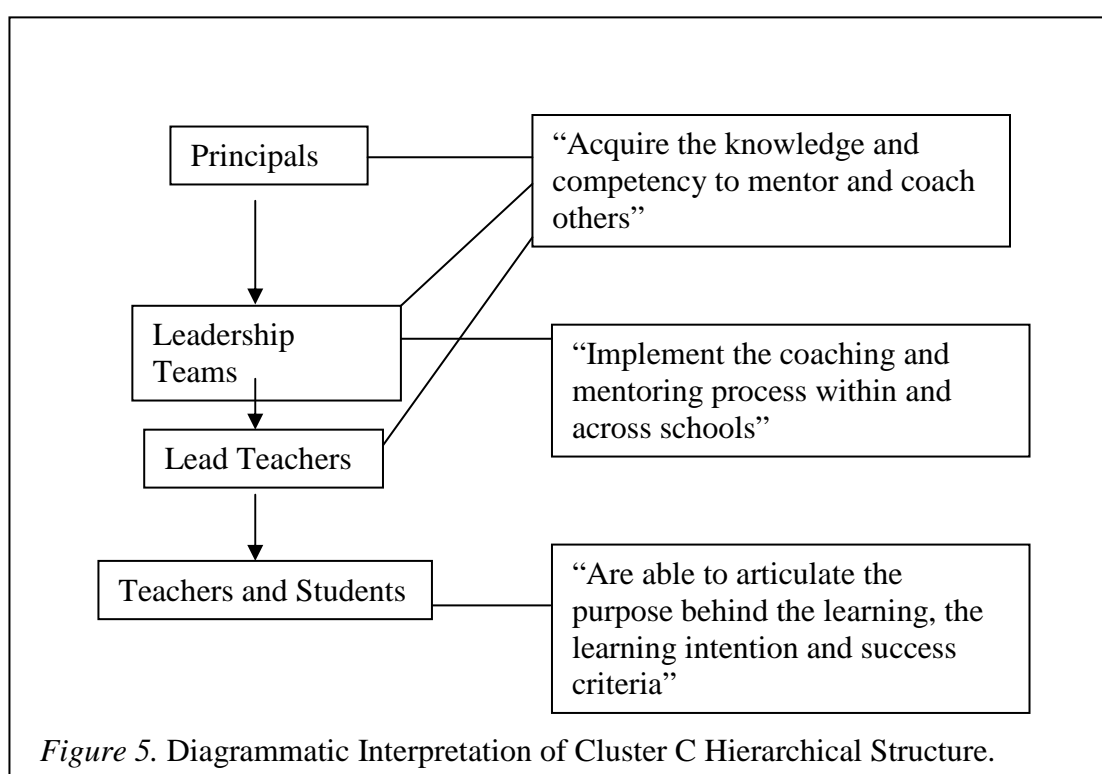 Principals
“Acquire the knowledge and
competency to mentor and coach
others”
Leadership
Teams
“Implement the coaching and
mentoring process within and
across schools”
Lead Teachers
Teachers and Students
“Are able to articulate the
purpose behind the learning, the
learning intention and success
criteria”
Figure 5. Diagrammatic Interpretation of Cluster C Hierarchical Structure.